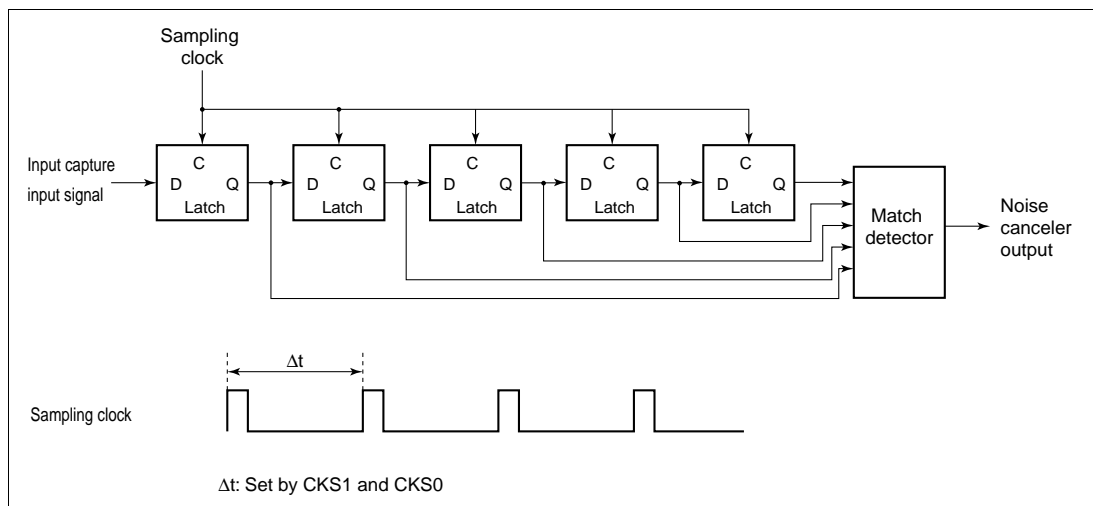 Sampling
clock
Input capture
input signal
C
D Q
Latch
C
D Q
Latch
C
D Q
Latch
C
D Q
Latch
C
D Q
Latch
Match
detector
Noise
canceler
output
Δt
Sampling clock
Δt: Set by CKS1 and CKS0